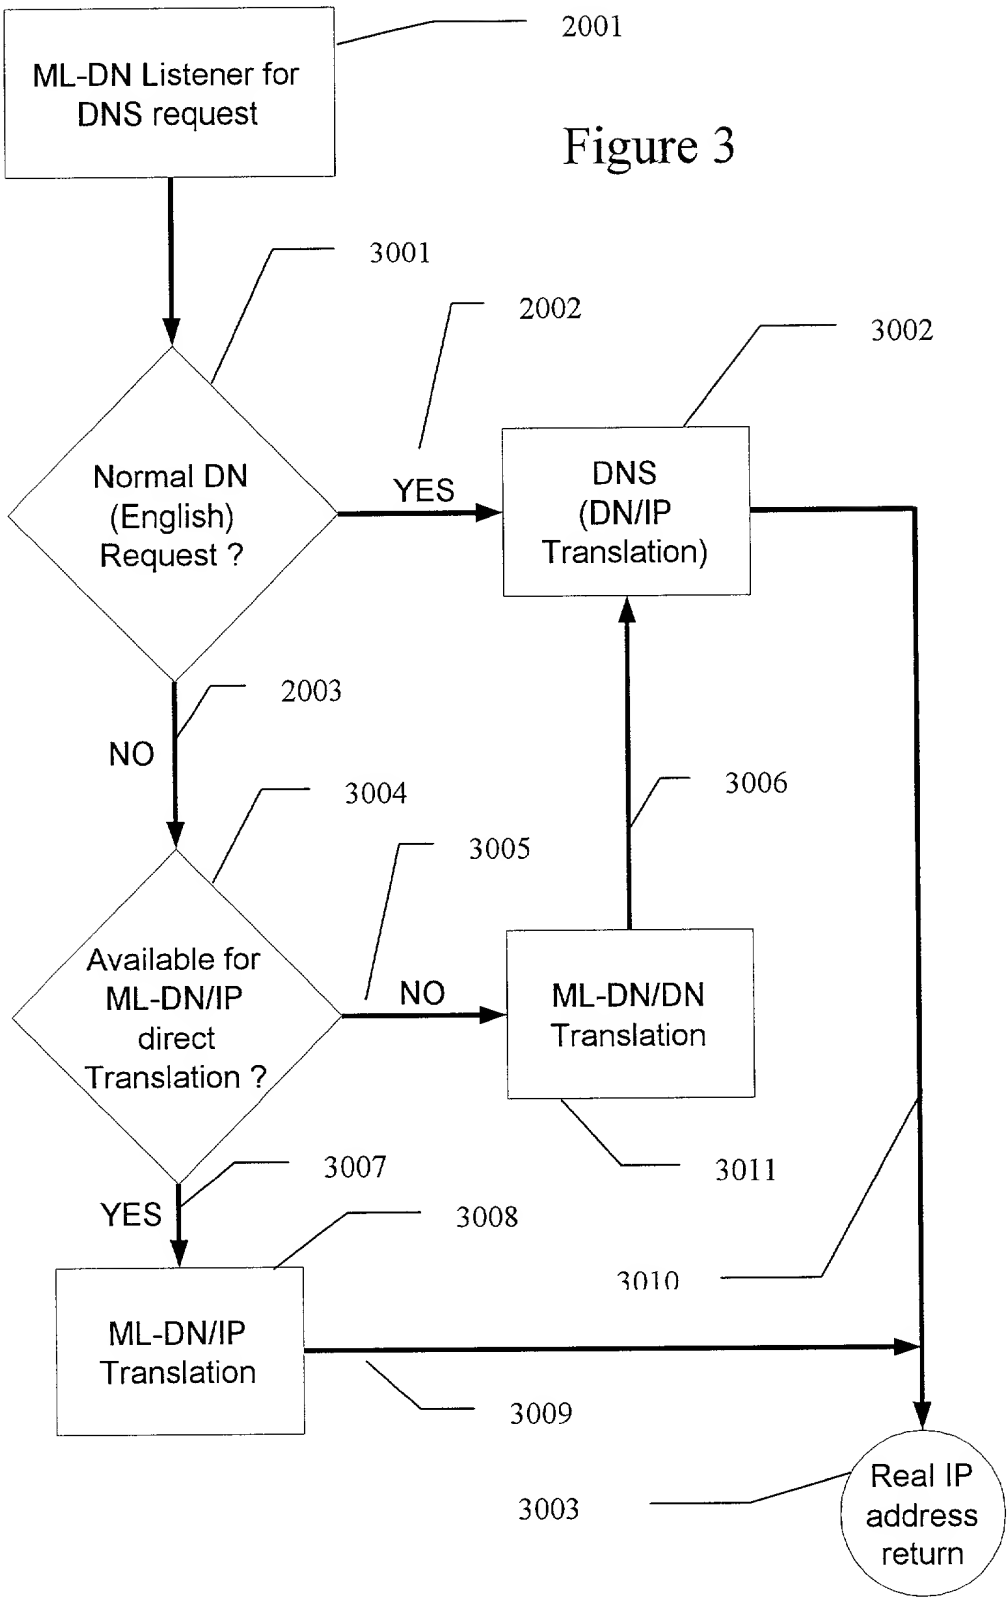 2001
ML-DN Listener for
DNS request
Figure 3
3001
2002
3002
Normal DN
(English)
Request ?
YES
DNS
(DN/IP
Translation)
2003
NO
3004
3005
3006
Available for
ML-DN/IP
direct
Translation ?
NO
ML-DN/DN
Translation
3007
3011
YES
3008
3010
ML-DN/IP
Translation
3009
3003
Real IP
address
return